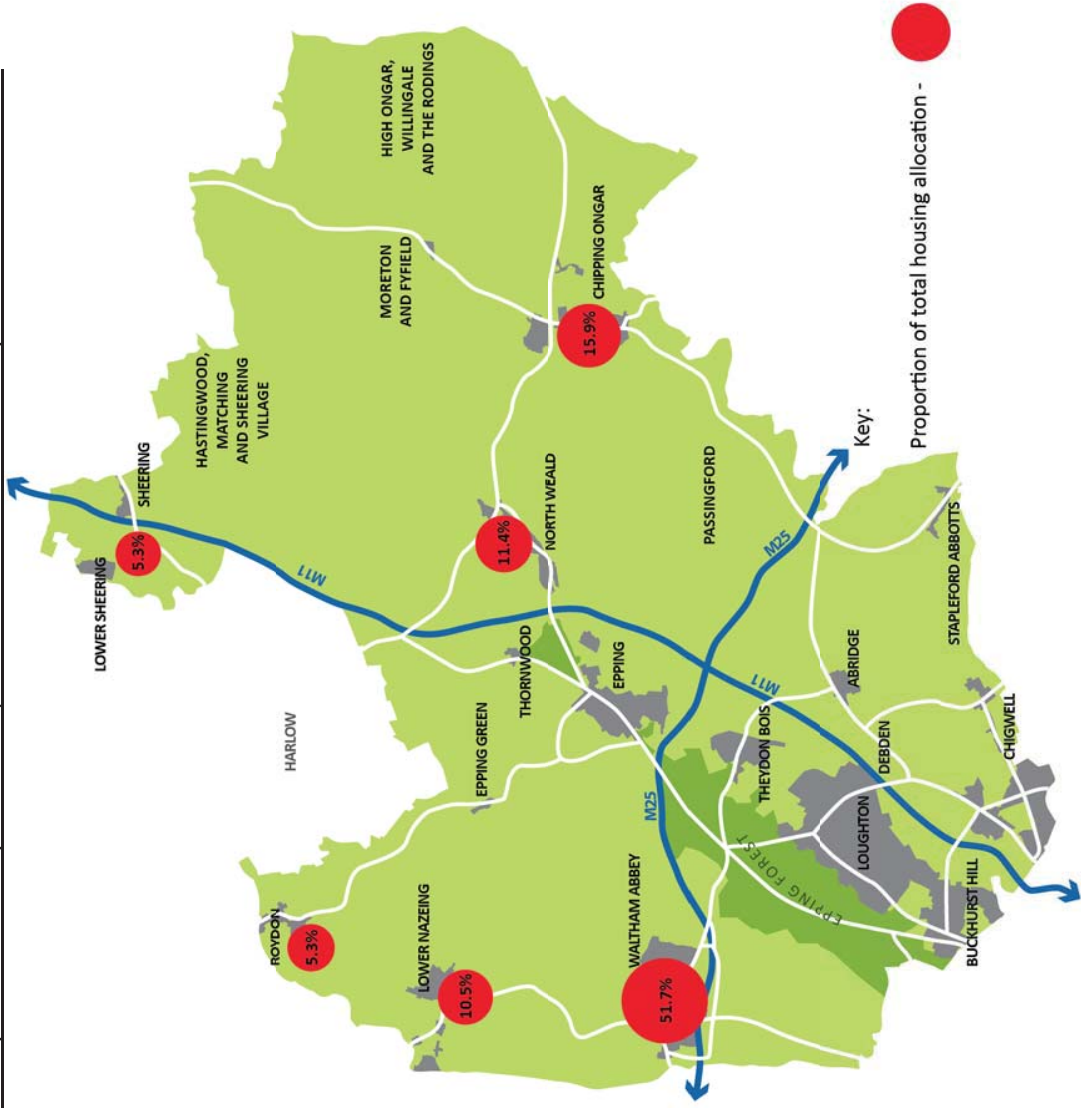 LOWER SHEERING
SHEERING
5.3%
HASTINGWOOD,
MATCHING
AND SHEERING
VILLAGE
M11
HARLOW
HIGH ONGAR,
WILLINGALE
AND THE RODINGS
MORETON
AND FYFIELD
ROYDON
5.3%
EPPING GREEN
THORNWOOD
11.4%
NORTH WEALD
15.9%
CHIPPING ONGAR
LOWER NAZEING
10.5%
EPPING
WALTHAM ABBEY
51.7%
M25
PASSINGFORD
M25
M11
THEYDON BOIS
EPPING FOREST
ABRIDGE
DEBDEN
LOUGHTON
STAPLEFORD ABBOTTS
CHIGWELL
BUCKHURST HILL
Key:
Proportion of total housing allocation -